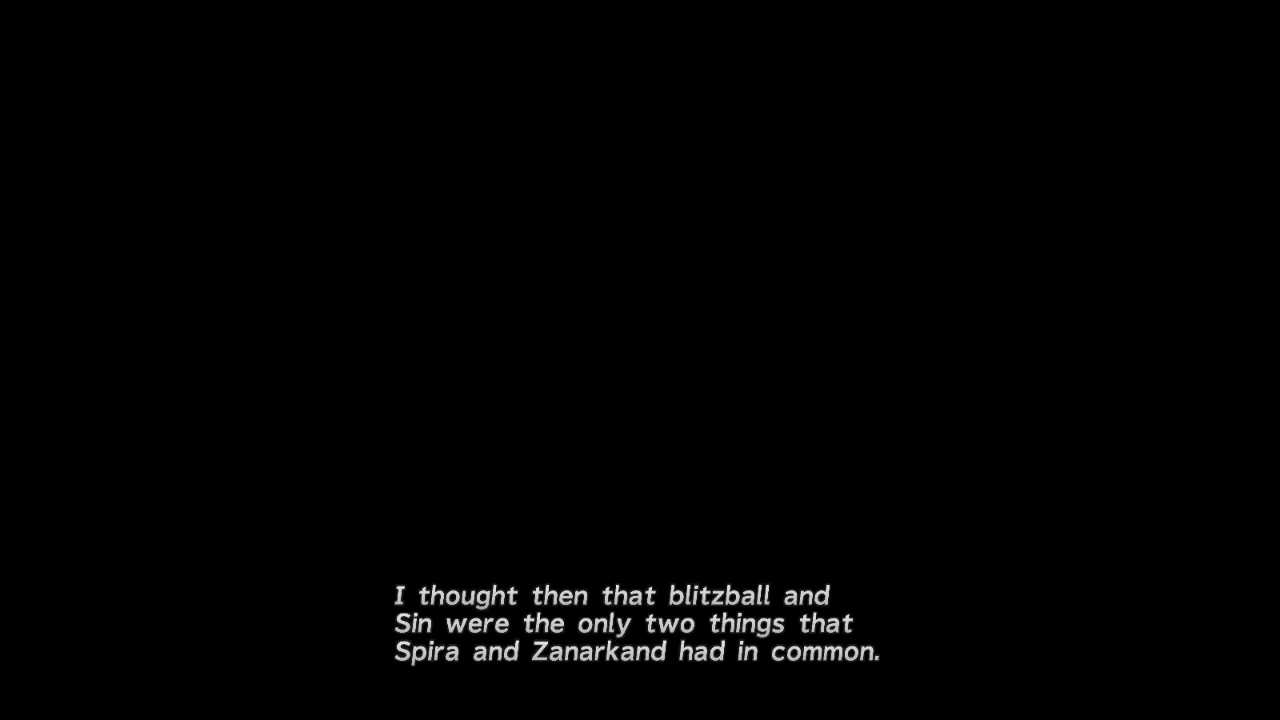 I thought then that blitzball and
Sin were the only two things that
Spira and Zanarkand had in common.